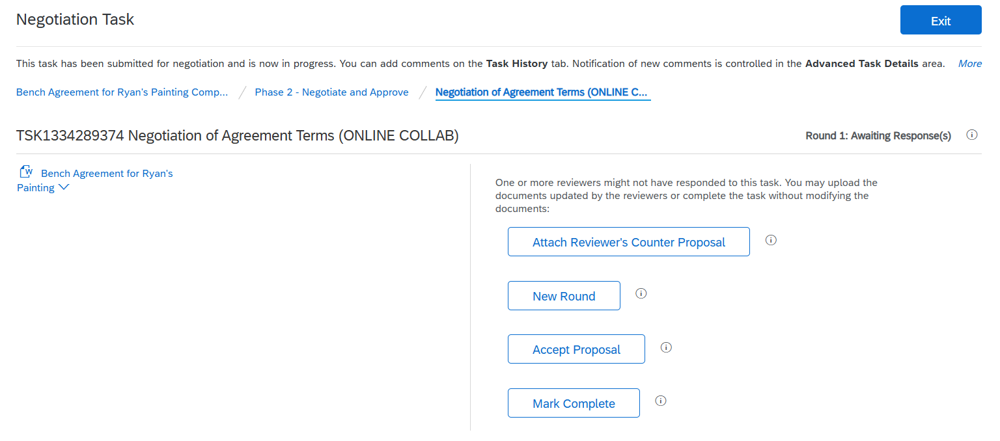 Negotiation Task
Exit
This task has been submitted for negotiation and is now in progress. You can add comments on the Task History tab. Notification of new comments is controlled in the Advanced Task Details area. More
Bench Agreement for Ryan's Painting Comp... / Phase 2 - Negotiate and Approve / Negotiation of Agreement Terms (ONLINE C...
TSK1334289374 Negotiation of Agreement Terms (ONLINE COLLAB)
Round 1: Awaiting Response(s)
Bench Agreement for Ryan's
Painting
One or more reviewers might not have responded to this task. You may upload the
documents updated by the reviewers or complete the task without modifying the
documents:
Attach Reviewer's Counter Proposal
New Round
Accept Proposal
Mark Complete